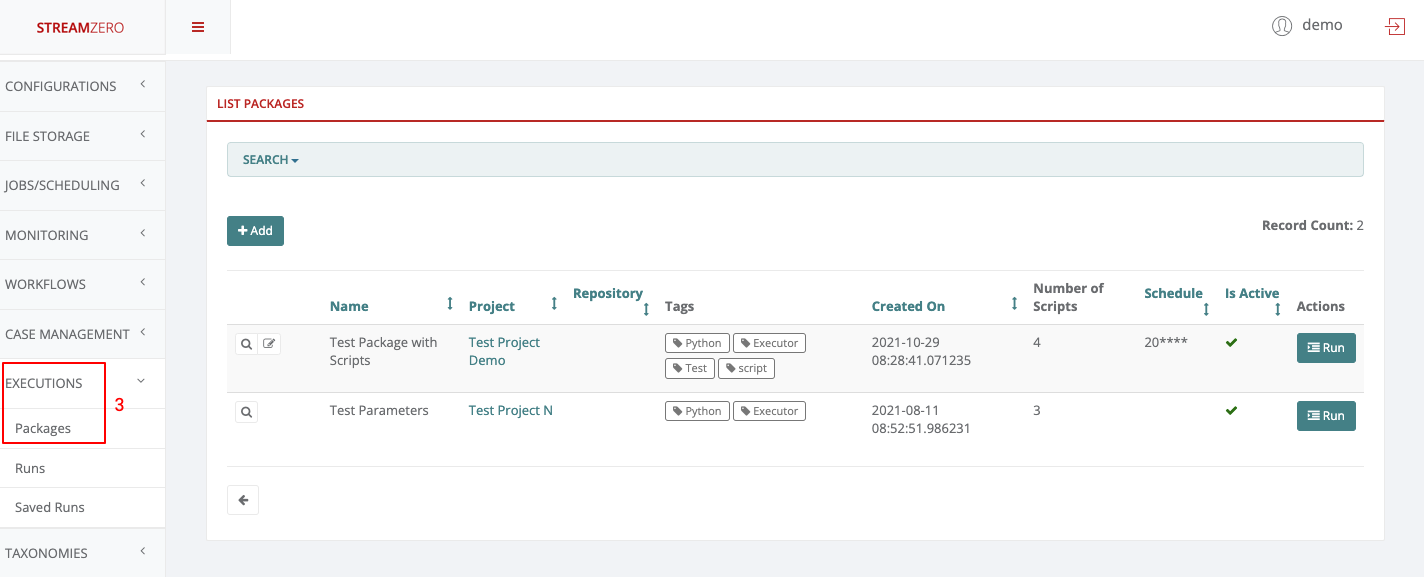 STREAMZERO
demo
CONFIGURATIONS
FILE STORAGE
JOBS/SCHEDULING
MONITORING
WORKFLOWS
CASE MANAGEMENT
EXECUTIONS
3
Packages
Runs
Saved Runs
TAXONOMIES
LIST PACKAGES
SEARCH
Add
Record Count: 2
Name Project Repository Tags Created On Number of Scripts Schedule Is Active Actions
Test Package with Scripts Test Project Demo Python Executor Test script 2021-10-29 08:28:41.071235 4 20**** Run
Test Parameters Test Project N Python Executor 2021-08-11 08:52:51.986231 3 Run